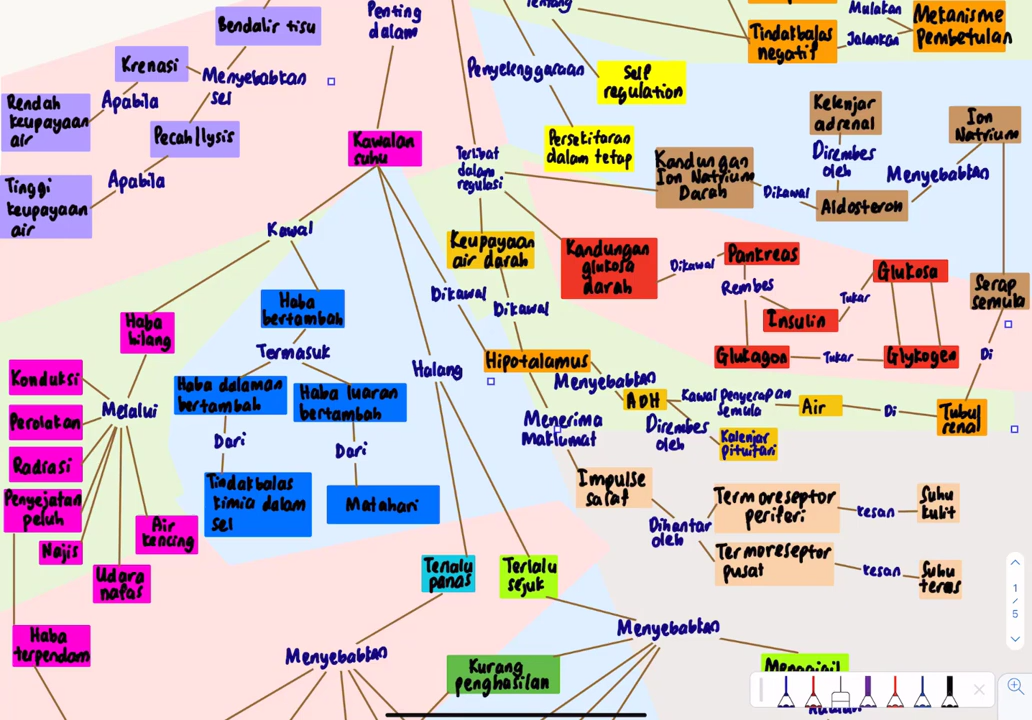 Bendalir tisu
Penting
dalam
Tentang
Tindakbalas
negatif
Mulakan
Jalankan
Mekanisme
pembetulan
Krenasi
Menyebabkan
sel
Rendah
keupayaan
air
Apabila
Pecah/lysis
Apabila
Tinggi
keupayaan
air
Kawalan
suhu
Penyelenggaraan
Self
regulation
Persekitaran
dalam tetap
Terlibat
dalam
regulasi
Kandungan
Ion Natrium
Darah
Dikawal
Kelenjar
adrenal
Dirembes
oleh
Aldosteron
Menyebabkan
Ion
Natrium
Kawal
Keupayaan
air darah
Kandungan
glukosa
darah
Dikawal
Pankreas
Rembes
Insulin
Tukar
Glukosa
Serap
semula
Haba
hilang
Haba
bertambah
Termasuk
Dikawal
Dikawal
Glukagon
Tukar
Glykogen
Di
Hipotalamus
Halang
Konduksi
Perolakan
Radiasi
Penyejatan
peluh
Najis
Melalui
Udara
nafas
Air
kencing
Haba dalaman
bertambah
Haba luaran
bertambah
Dari
Dari
Tindakbalas
kimia dalam
sel
Matahari
Menyebabkan
ADH
Kawal penyerapan
semula
Air
Di
Tubul
renal
Dirembes
oleh
Kalenjar
pituitari
Menerima
Maklumat
Impulse
saraf
Dihantar
oleh
Termoreseptor
periferi
kesan
Suhu
kulit
Termoreseptor
pusat
kesan
Suhu
teras
Terlalu
panas
Terlalu
sejuk
Haba
terpendam
Menyebabkan
Menyebabkan
Kurang
penghasilan
Menggigil
1
/
5